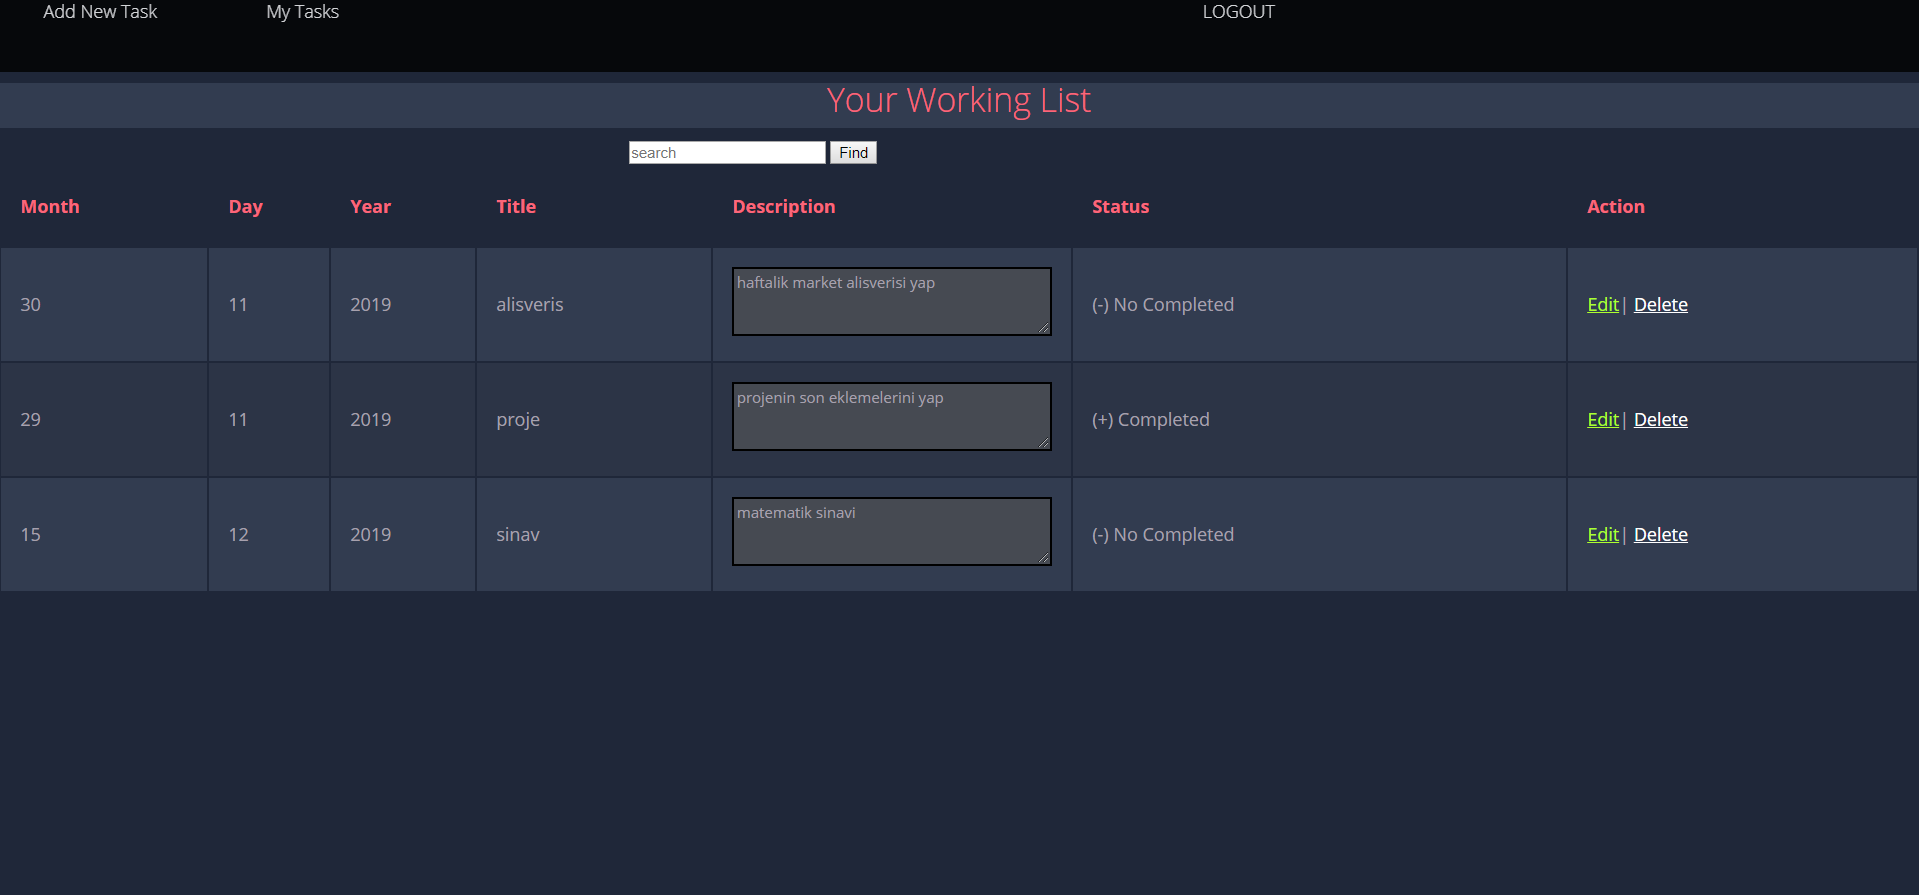 Add New Task My Tasks LOGOUT
Your Working List
search Find
Month Day Year Title Description Status Action
30 11 2019 alisveris haftalik market alisverisi yap (-) No Completed Edit | Delete
29 11 2019 proje projenin son eklemelerini yap (+) Completed Edit | Delete
15 12 2019 sinav matematik sinavi (-) No Completed Edit | Delete